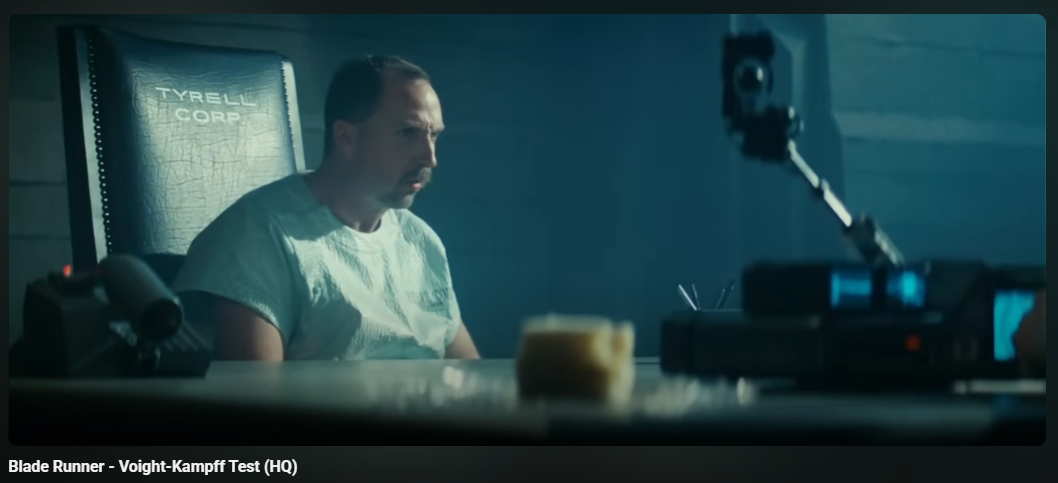 TYRELL
CORP.
Blade Runner - Voight-Kampff Test (HQ)